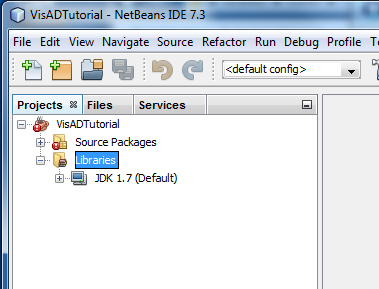 VisADTutorial - NetBeans IDE 7.3
File Edit View Navigate Source Refactor Run Debug Profile
<default config>
Projects Files Services
VisADTutorial
Source Packages
Libraries
JDK 1.7 (Default)